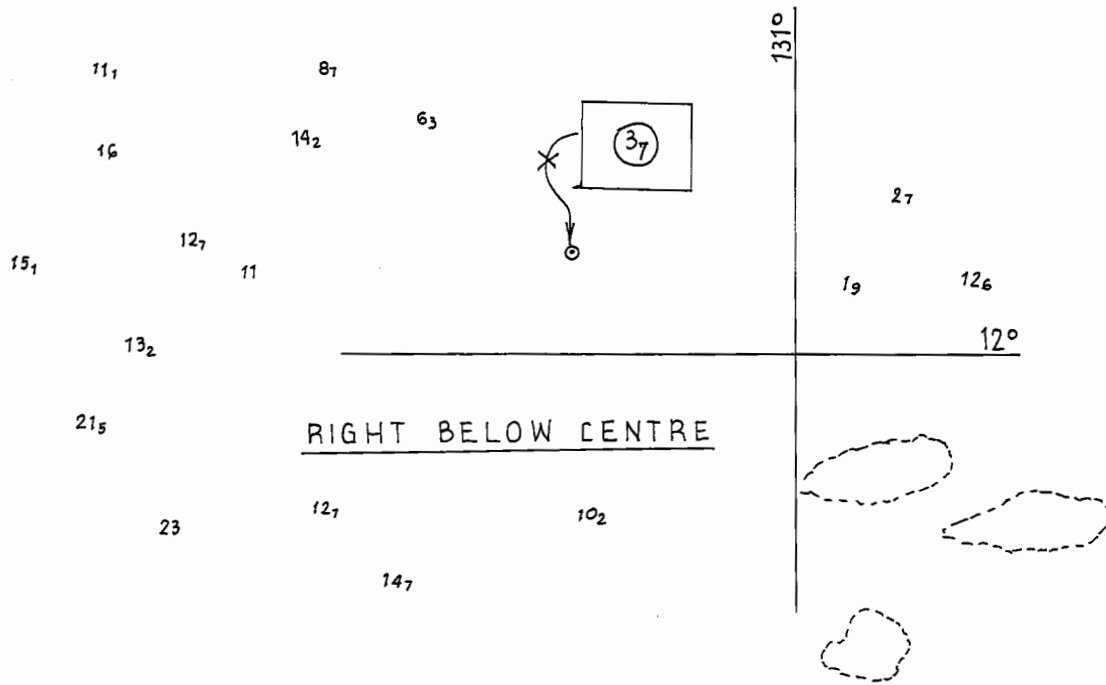 131°
11₁ 8₇
6₃
16 14₂ 3₇
2₇
12₇
15₁ 11 1₉ 12₆
13₂ 12°
21₅
RIGHT BELOW CENTRE
23 12₁ 10₂
14₇